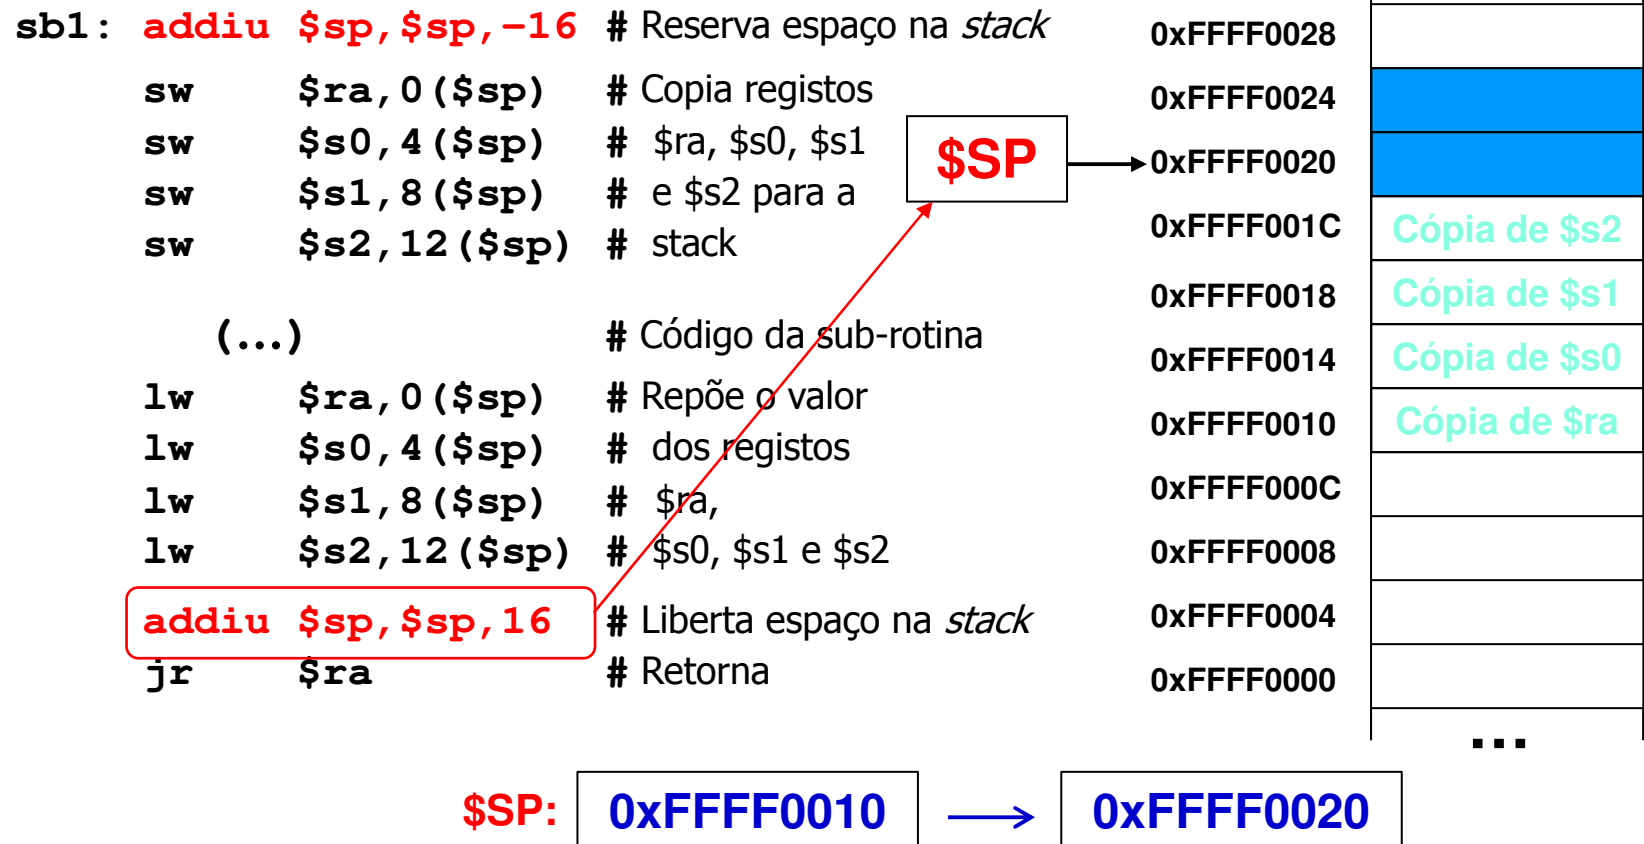 sb1: addiu $sp,$sp,-16 # Reserva espaço na stack
sw $ra,0($sp) # Copia registos
sw $s0,4($sp) # $ra, $s0, $s1
sw $s1,8($sp) # e $s2 para a
sw $s2,12($sp) # stack
(...) # Código da sub-rotina
lw $ra,0($sp) # Repõe o valor
lw $s0,4($sp) # dos registos
lw $s1,8($sp) # $ra,
lw $s2,12($sp) # $s0, $s1 e $s2
addiu $sp,$sp,16 # Liberta espaço na stack
jr $ra # Retorna
$SP
0xFFFF0028
0xFFFF0024
0xFFFF0020
0xFFFF001C Cópia de $s2
0xFFFF0018 Cópia de $s1
0xFFFF0014 Cópia de $s0
0xFFFF0010 Cópia de $ra
0xFFFF000C
0xFFFF0008
0xFFFF0004
0xFFFF0000
...
$SP: 0xFFFF0010 → 0xFFFF0020